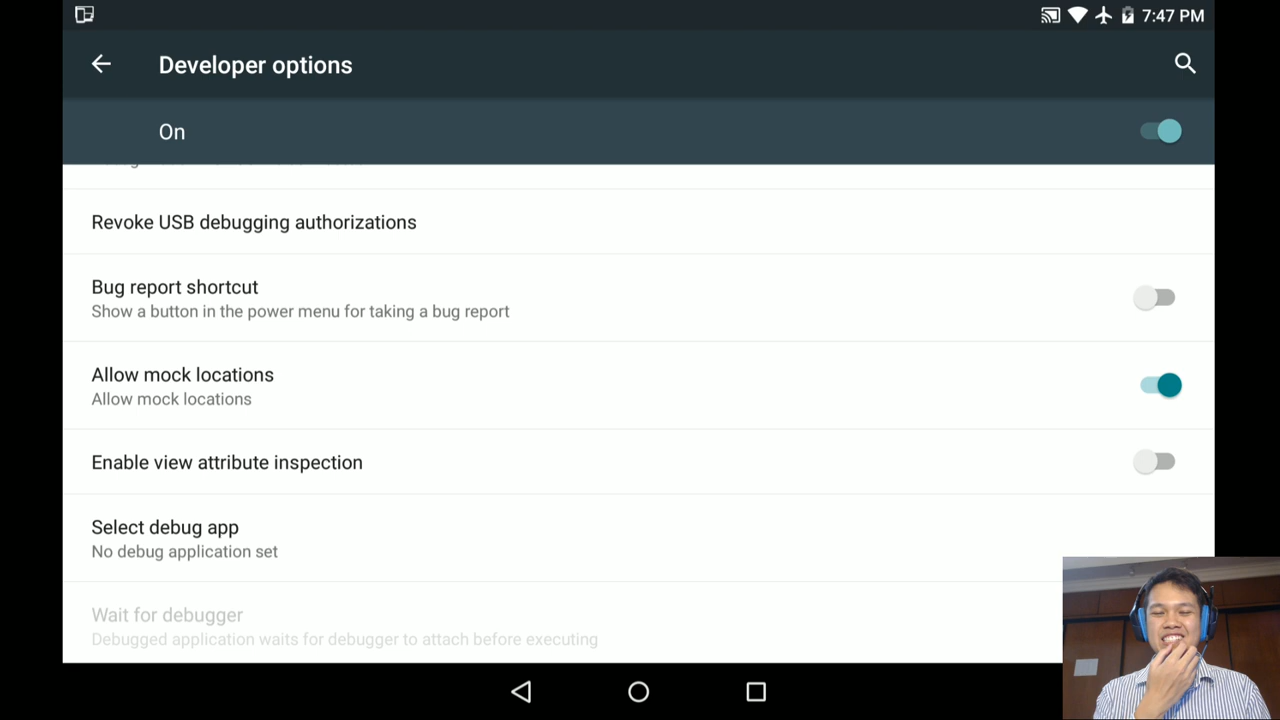 7:47 PM
Developer options
On
Revoke USB debugging authorizations
Bug report shortcut
Show a button in the power menu for taking a bug report
Allow mock locations
Allow mock locations
Enable view attribute inspection
Select debug app
No debug application set
Wait for debugger
Debugged application waits for debugger to attach before executing